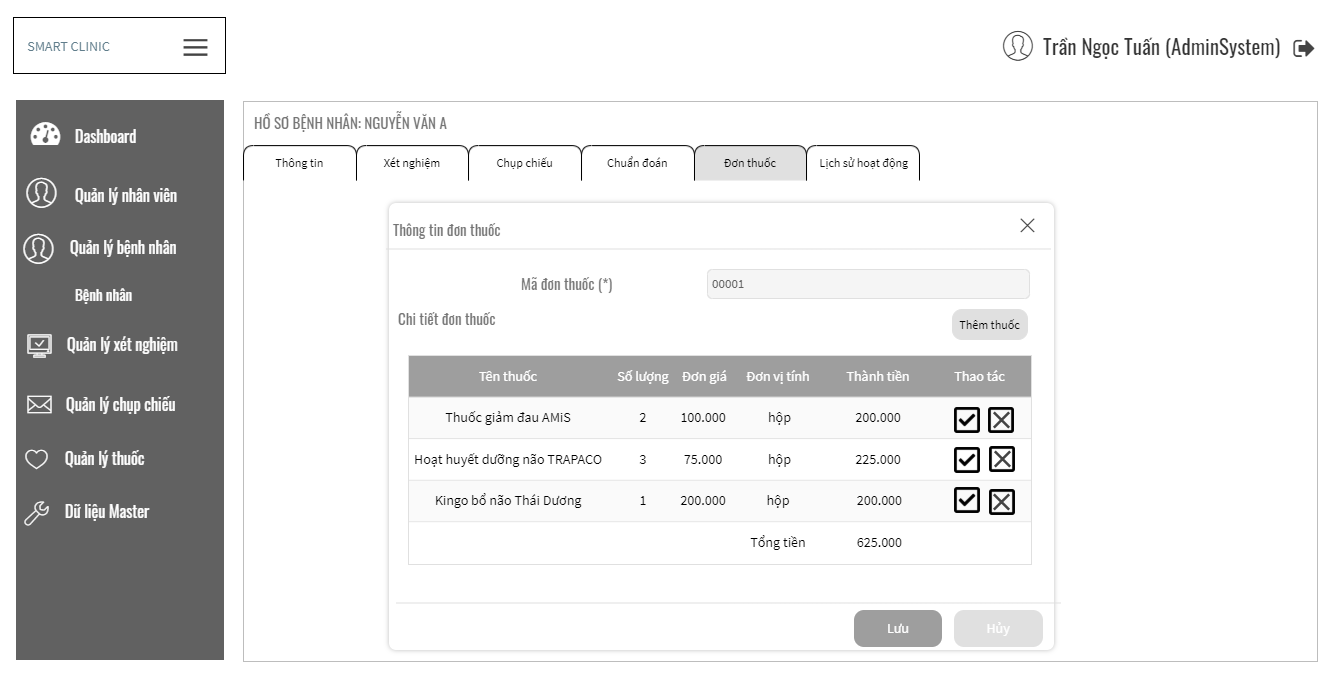 SMART CLINIC
Trần Ngọc Tuấn (AdminSystem)
Dashboard
Quản lý nhân viên
Quản lý bệnh nhân
Bệnh nhân
Quản lý xét nghiệm
Quản lý chụp chiếu
Quản lý thuốc
Dữ liệu Master
HỒ SƠ BỆNH NHÂN: NGUYỄN VĂN A
Thông tin Xét nghiệm Chụp chiếu Chuẩn đoán Đơn thuốc Lịch sử hoạt động
Thông tin đơn thuốc
Mã đơn thuốc (*) 00001
Chi tiết đơn thuốc
Thêm thuốc
Tên thuốc Số lượng Đơn giá Đơn vị tính Thành tiền Thao tác
Thuốc giảm đau AMiS 2 100.000 hộp 200.000
Hoạt huyết dưỡng não TRAPACO 3 75.000 hộp 225.000
Kingo bổ não Thái Dương 1 200.000 hộp 200.000
Tổng tiền 625.000
Lưu Hủy